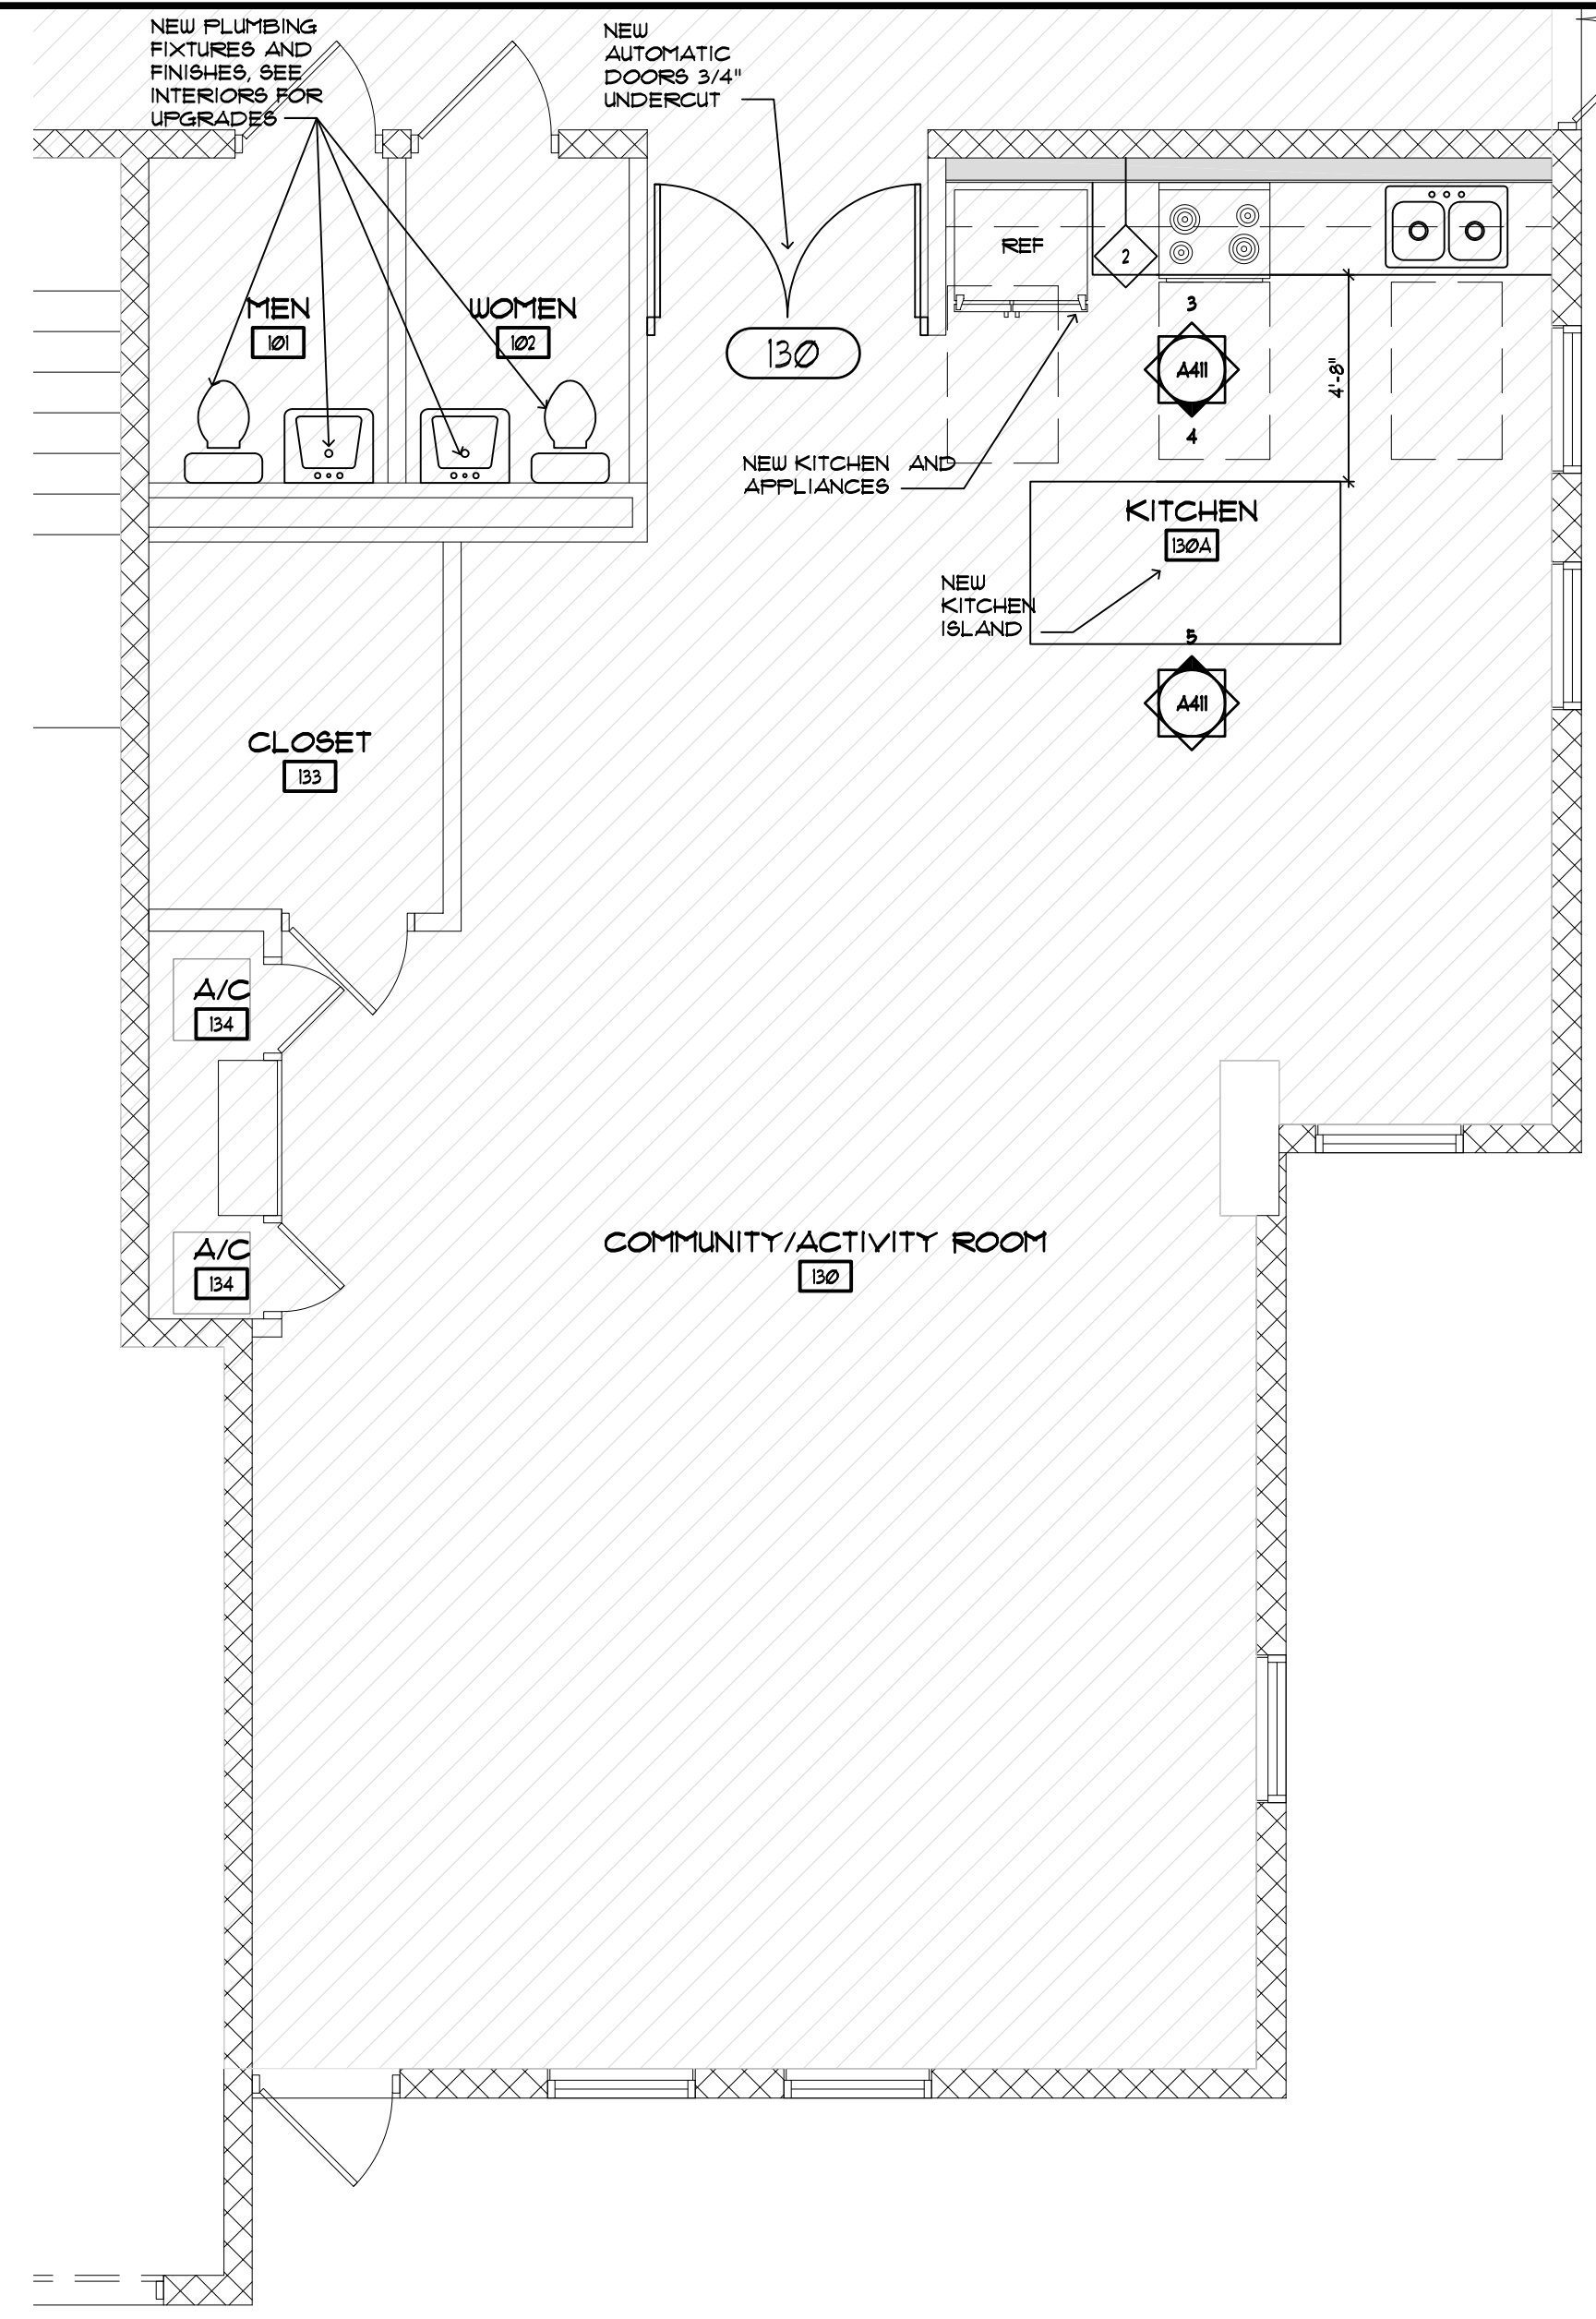 NEW PLUMBING
FIXTURES AND
FINISHES, SEE
INTERIORS FOR
UPGRADES
NEW
AUTOMATIC
DOORS 3/4"
UNDERCUT
MEN
101
WOMEN
102
130
REF
2
3
A411
4
4'-8"
NEW KITCHEN AND
APPLIANCES
KITCHEN
130A
NEW
KITCHEN
ISLAND
5
A411
CLOSET
133
A/C
134
A/C
134
COMMUNITY/ACTIVITY ROOM
130